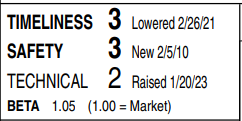 TIMELINESS 3 Lowered 2/26/21
SAFETY 3 New 2/5/10
TECHNICAL 2 Raised 1/20/23
BETA 1.05 (1.00 = Market)